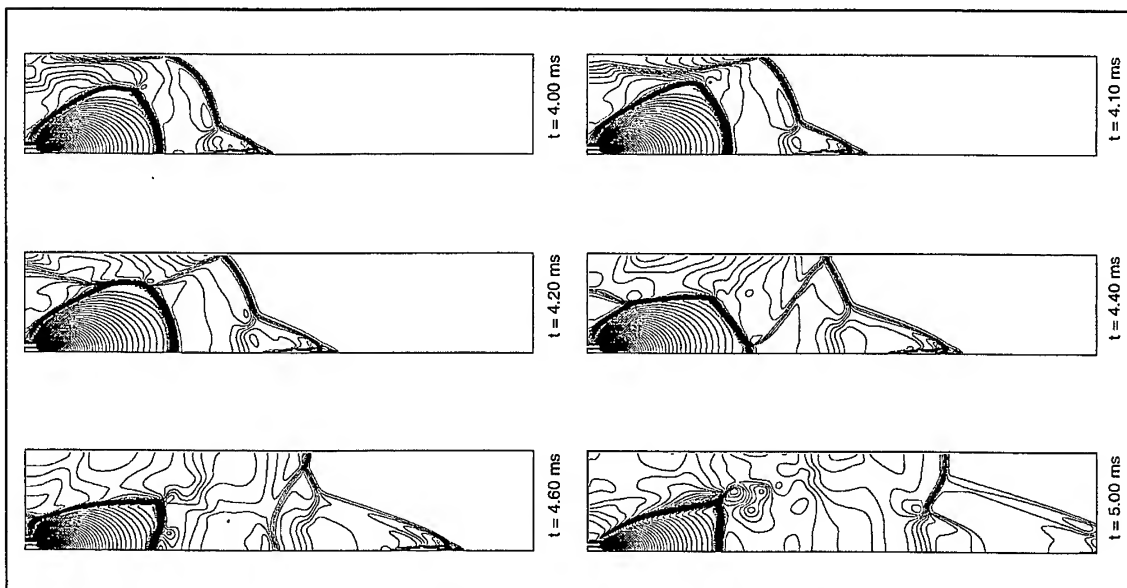 t = 4.00 ms
t = 4.10 ms
t = 4.20 ms
t = 4.40 ms
t = 4.60 ms
t = 5.00 ms